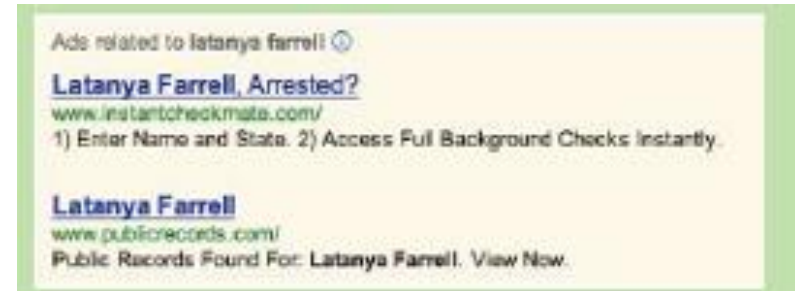 Ads related to latanya farrell ⓘ
Latanya Farrell, Arrested?
www.instantcheckmate.com/
1) Enter Name and State. 2) Access Full Background Checks Instantly.
Latanya Farrell
www.publicrecords.com/
Public Records Found For: Latanya Farrell. View Now.